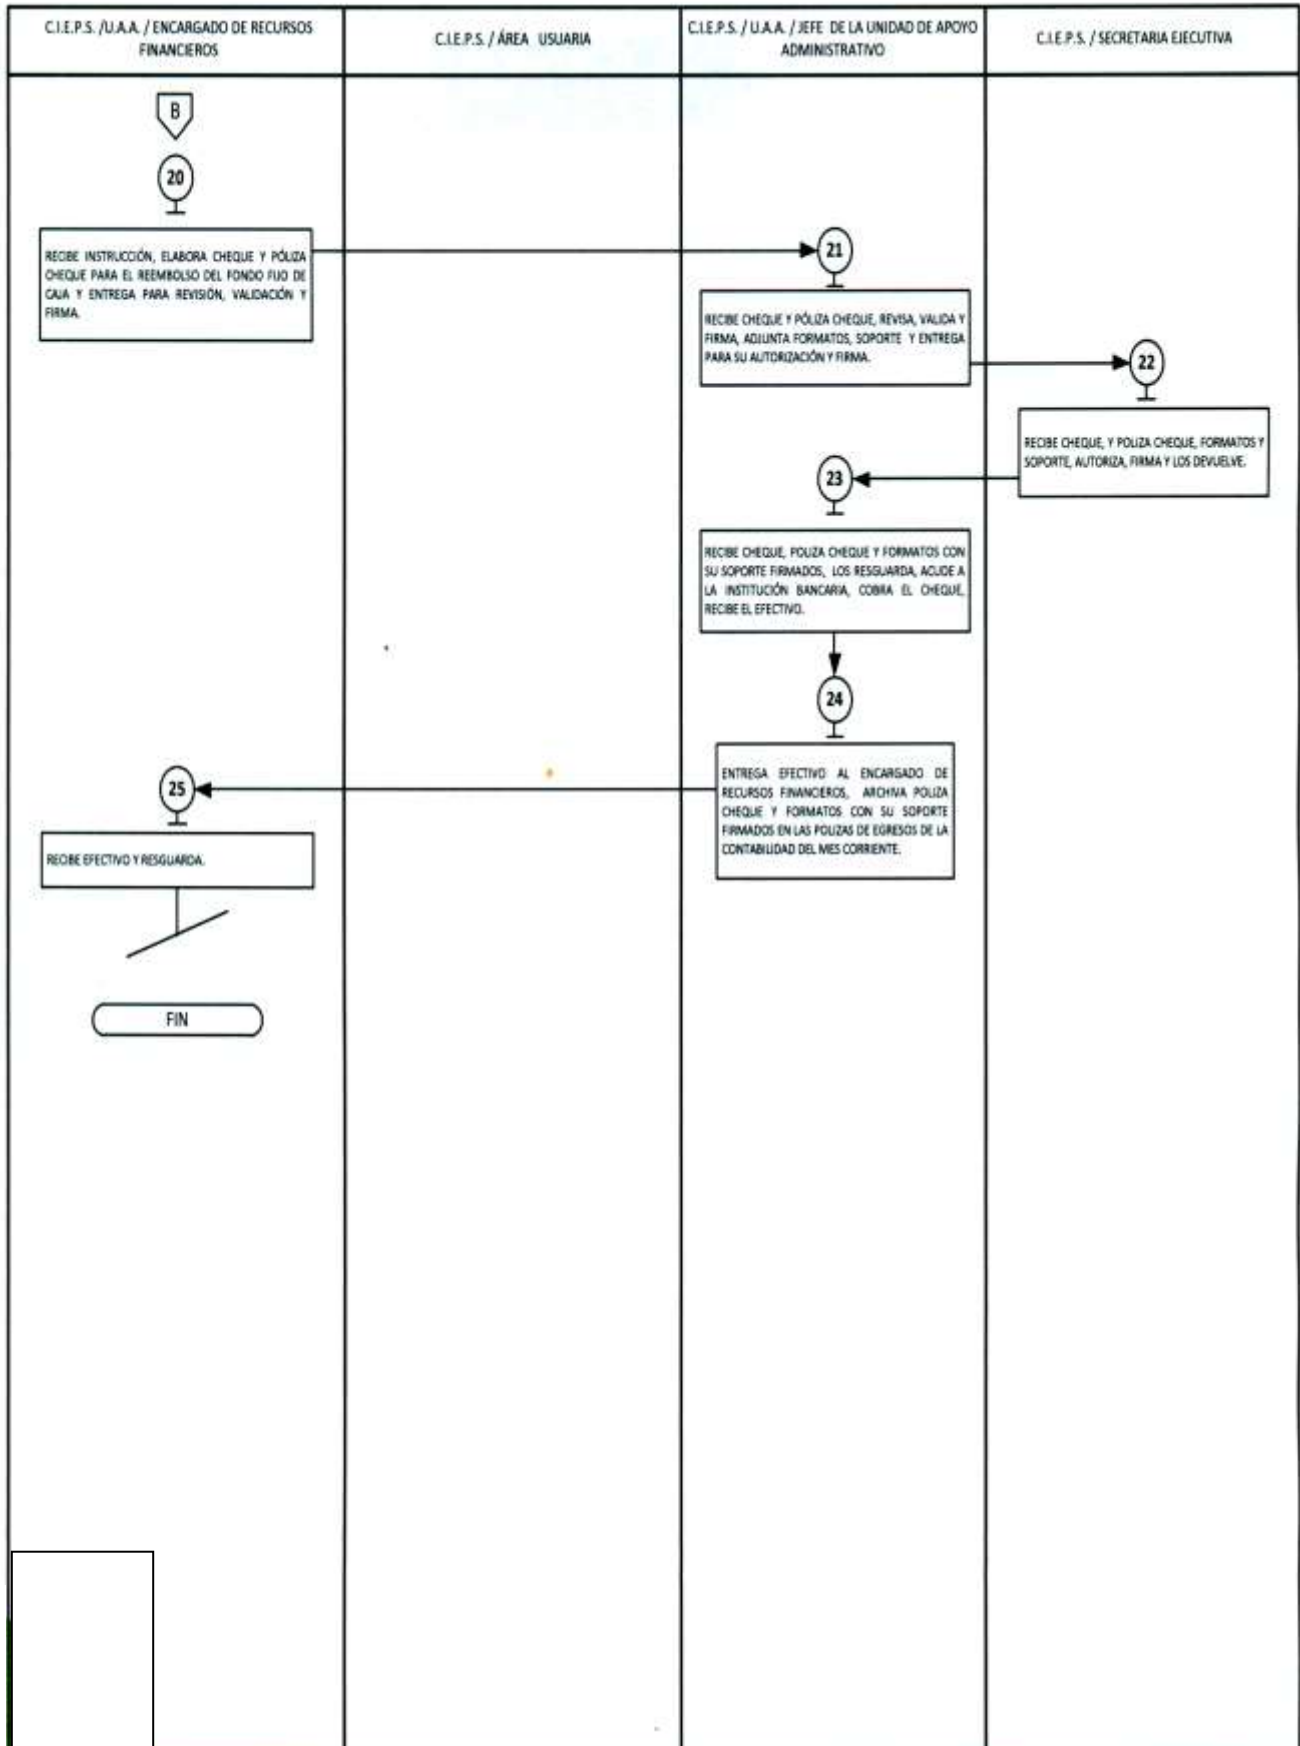 C.I.E.P.S. /U.A.A. / ENCARGADO DE RECURSOS
FINANCIEROS
C.I.E.P.S. / ÁREA USUARIA
C.I.E.P.S. / U.A.A. / JEFE DE LA UNIDAD DE APOYO
ADMINISTRATIVO
C.I.E.P.S. / SECRETARIA EJECUTIVA
B
20
RECIBE INSTRUCCIÓN, ELABORA CHEQUE Y PÓLIZA
CHEQUE PARA EL REEMBOLSO DEL FONDO FIJO DE
CAJA Y ENTREGA PARA REVISIÓN, VALIDACIÓN Y
FIRMA.
21
RECIBE CHEQUE Y PÓLIZA CHEQUE, REVISA, VALIDA Y
FIRMA, ADJUNTA FORMATOS, SOPORTE Y ENTREGA
PARA SU AUTORIZACIÓN Y FIRMA.
22
RECIBE CHEQUE, Y POLIZA CHEQUE, FORMATOS Y
SOPORTE, AUTORIZA, FIRMA Y LOS DEVUELVE.
23
RECIBE CHEQUE, POLIZA CHEQUE Y FORMATOS CON
SU SOPORTE FIRMADOS, LOS RESGUARDA, ACUDE A
LA INSTITUCIÓN BANCARIA, COBRA EL CHEQUE,
RECIBE EL EFECTIVO.
24
ENTREGA EFECTIVO AL ENCARGADO DE
RECURSOS FINANCIEROS, ARCHIVA POLIZA
CHEQUE Y FORMATOS CON SU SOPORTE
FIRMADOS EN LAS POLIZAS DE EGRESOS DE LA
CONTABILIDAD DEL MES CORRIENTE.
25
RECIBE EFECTIVO Y RESGUARDA.
FIN